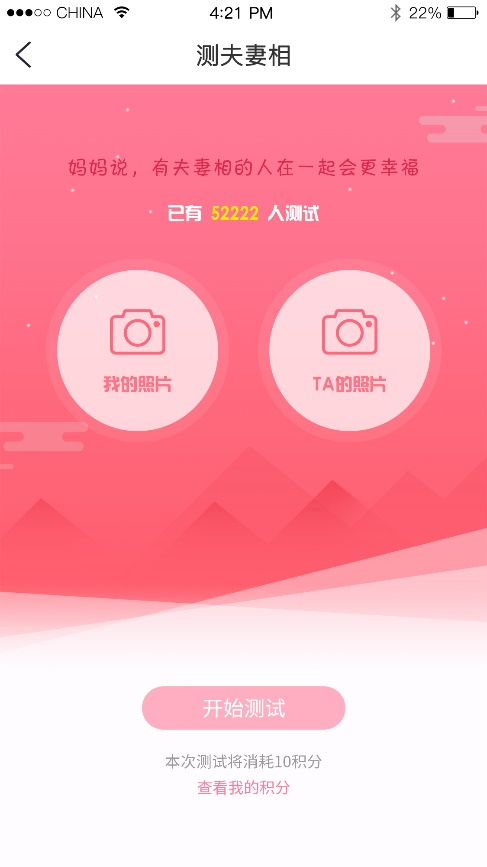 CHINA 4:21 PM 22%
测夫妻相
妈妈说，有夫妻相的人在一起会更幸福
已有 52222 人测试
我的照片 TA的照片
开始测试
本次测试将消耗10积分
查看我的积分